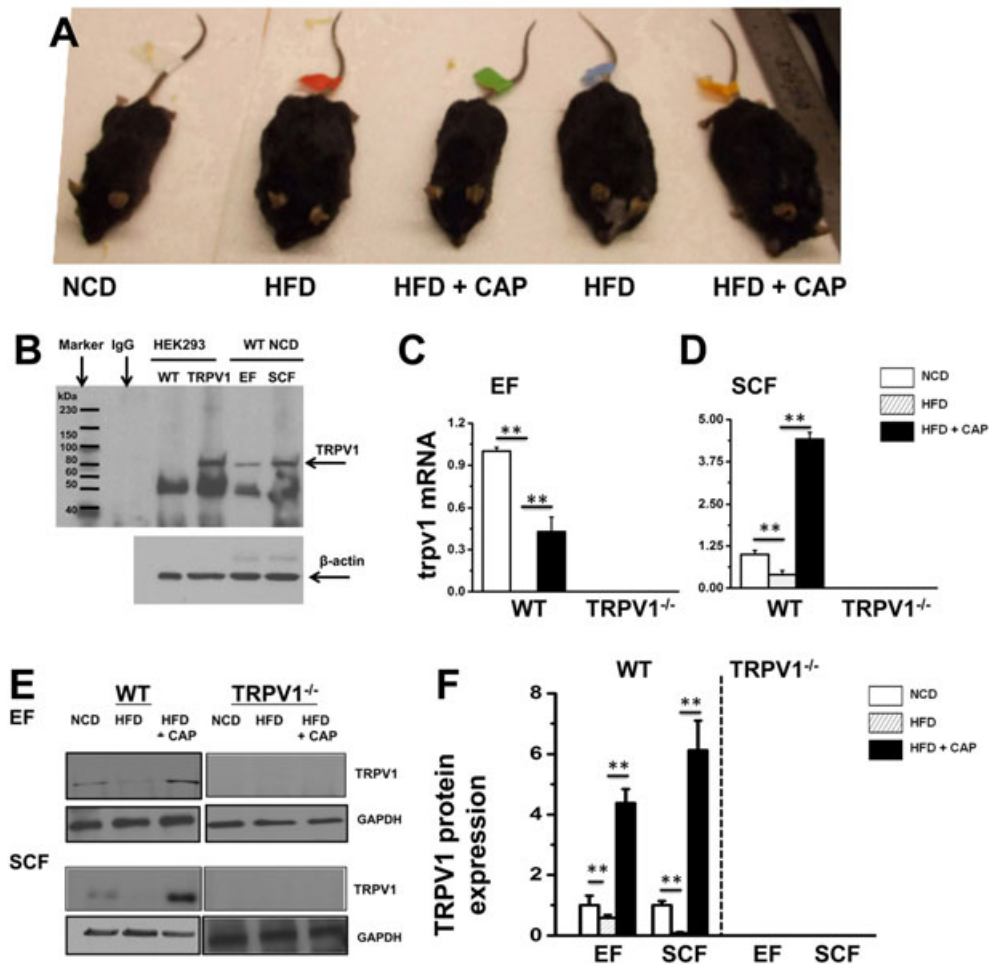 A
NCD HFD HFD + CAP HFD HFD + CAP
B
Marker IgG HEK293 WT NCD
WT TRPV1 EF SCF
kDa
230
150
100
80
60
50
40
TRPV1
β-actin
C
EF
trpv1 mRNA
1.2
0.9
0.6
0.3
0.0
**
**
WT TRPV1-/-
D
SCF
5.00
3.75
2.50
1.25
0.00
**
**
WT TRPV1-/-
NCD
HFD
HFD + CAP
E
WT TRPV1-/-
EF
NCD HFD HFD + CAP NCD HFD HFD + CAP
TRPV1
GAPDH
SCF
TRPV1
GAPDH
F
WT TRPV1-/-
TRPV1 protein
expression
8
6
4
2
0
**
**
**
**
EF SCF EF SCF
NCD
HFD
HFD + CAP